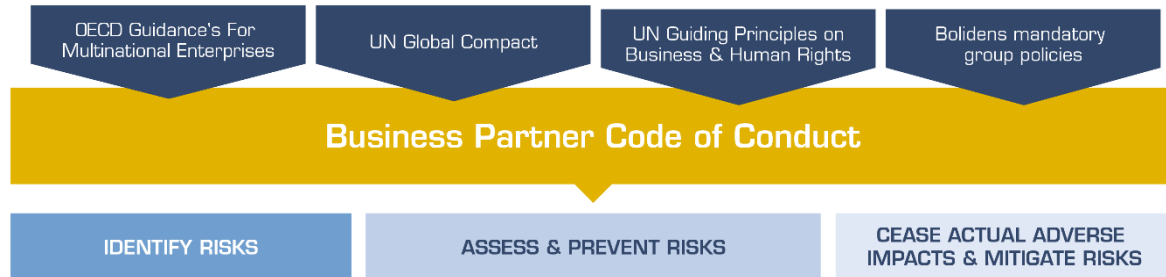 OECD Guidance's For
Multinational Enterprises
UN Global Compact
UN Guiding Principles on
Business & Human Rights
Bolidens mandatory
group policies
Business Partner Code of Conduct
IDENTIFY RISKS
ASSESS & PREVENT RISKS
CEASE ACTUAL ADVERSE
IMPACTS & MITIGATE RISKS